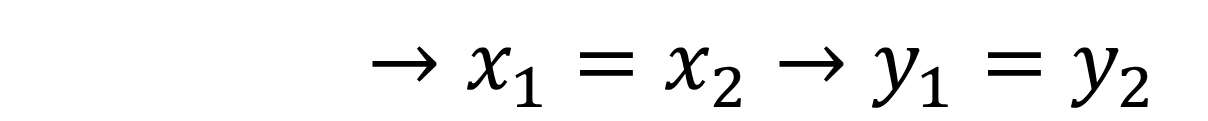 → x₁ = x₂ → y₁ = y₂